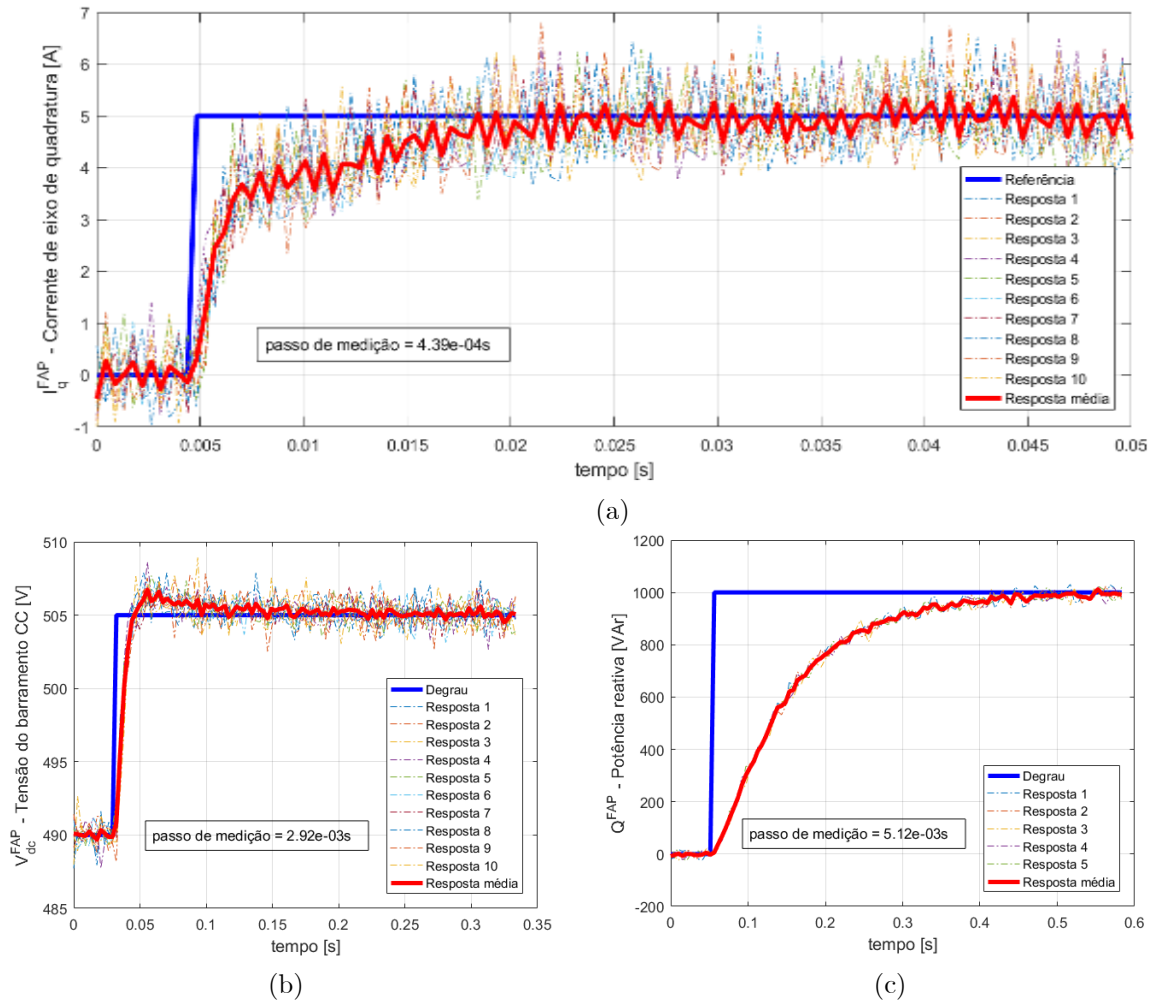 I_q^FAP - Corrente de eixo de quadratura [A]
7
6
5
4
3
2
1
0
-1
0
0.005
0.01
0.015
0.02
0.025
0.03
0.035
0.04
0.045
0.05
tempo [s]
passo de medição = 4.39e-04s
Referência
Resposta 1
Resposta 2
Resposta 3
Resposta 4
Resposta 5
Resposta 6
Resposta 7
Resposta 8
Resposta 9
Resposta 10
Resposta média
(a)
V_dc^FAP - Tensão do barramento CC [V]
510
505
500
495
490
485
0
0.05
0.1
0.15
0.2
0.25
0.3
0.35
tempo [s]
passo de medição = 2.92e-03s
Degrau
Resposta 1
Resposta 2
Resposta 3
Resposta 4
Resposta 5
Resposta 6
Resposta 7
Resposta 8
Resposta 9
Resposta 10
Resposta média
(b)
Q^FAP - Potência reativa [VAr]
1200
1000
800
600
400
200
0
-200
0
0.1
0.2
0.3
0.4
0.5
0.6
tempo [s]
passo de medição = 5.12e-03s
Degrau
Resposta 1
Resposta 2
Resposta 3
Resposta 4
Resposta 5
Resposta média
(c)